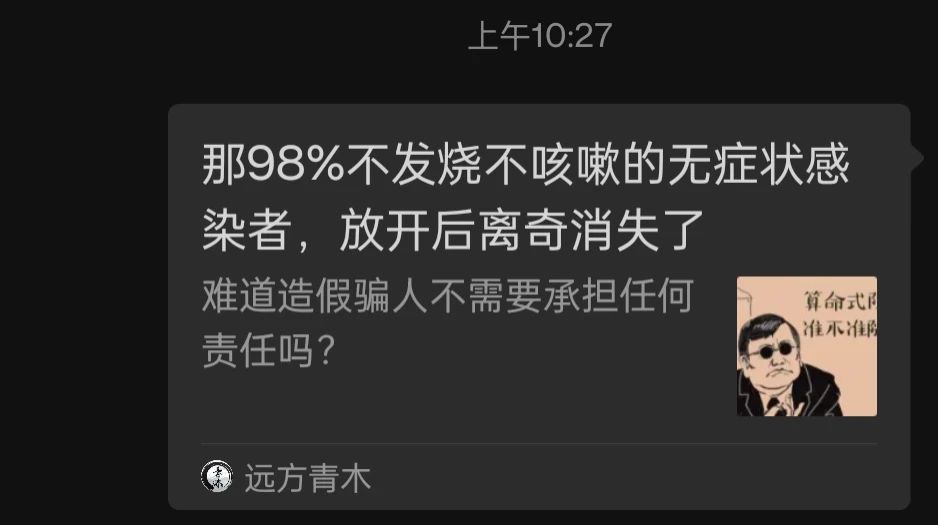 上午10:27
那98%不发烧不咳嗽的无症状感
染者，放开后离奇消失了
难道造假骗人不需要承担任何
责任吗？
算命式
准不准
远方青木